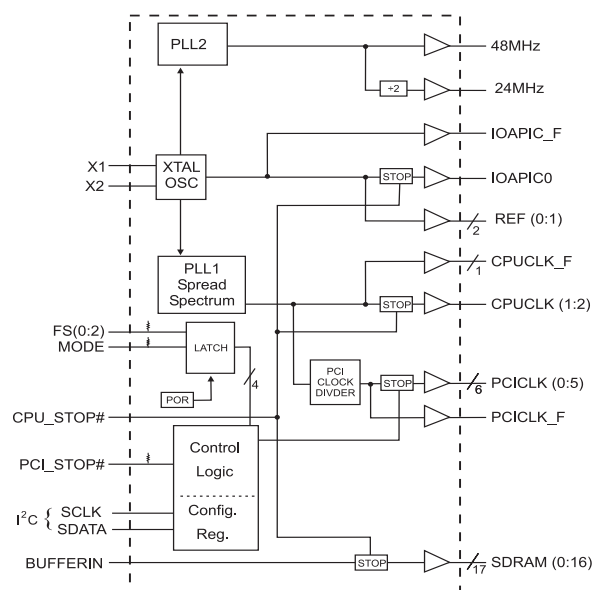 PLL2
48MHz
÷2
24MHz
IOAPIC_F
X1
X2
XTAL
OSC
STOP
IOAPIC0
REF (0:1)
2
PLL1
Spread
Spectrum
CPUCLK_F
1
STOP
CPUCLK (1:2)
FS(0:2)
MODE
LATCH
4
POR
PCI
CLOCK
DIVDER
STOP
6
PCICLK (0:5)
PCICLK_F
CPU_STOP#
PCI_STOP#
Control
Logic
I²C { SCLK
SDATA
Config.
Reg.
BUFFERIN
STOP
17
SDRAM (0:16)